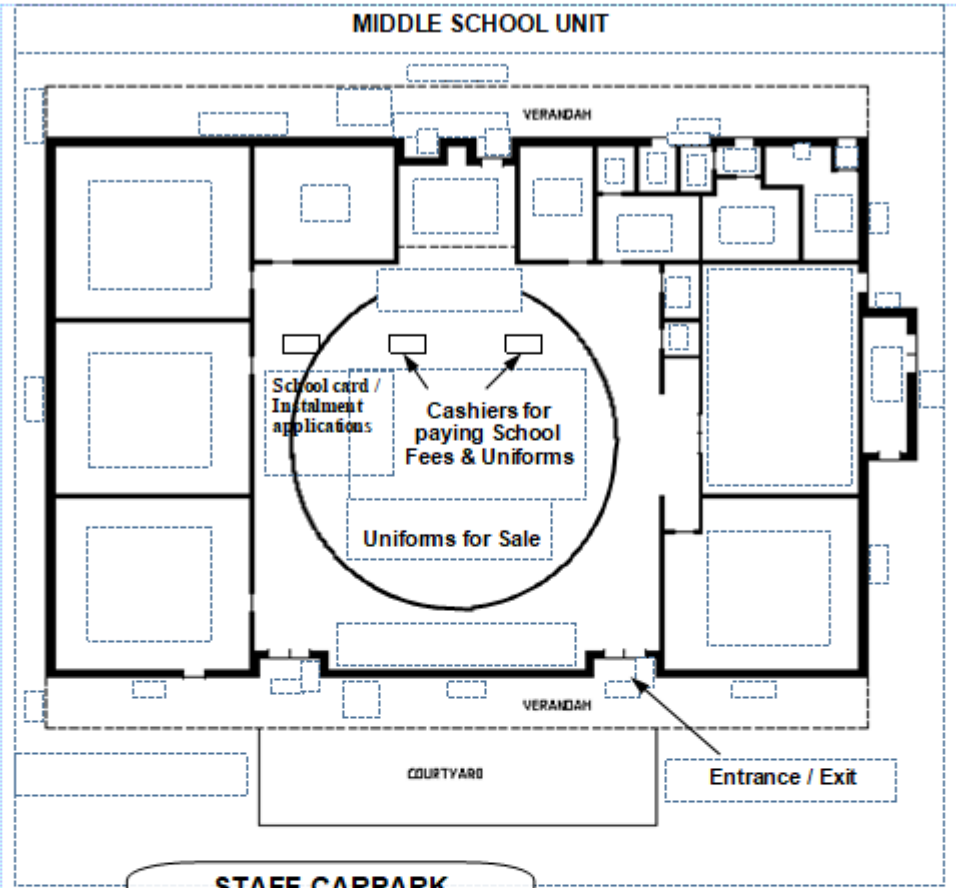 MIDDLE SCHOOL UNIT
VERANDAH
School card /
Instalment
applications
Cashiers for
paying School
Fees & Uniforms
Uniforms for Sale
VERANDAH
COURTYARD
Entrance / Exit
STAFF CARPARK